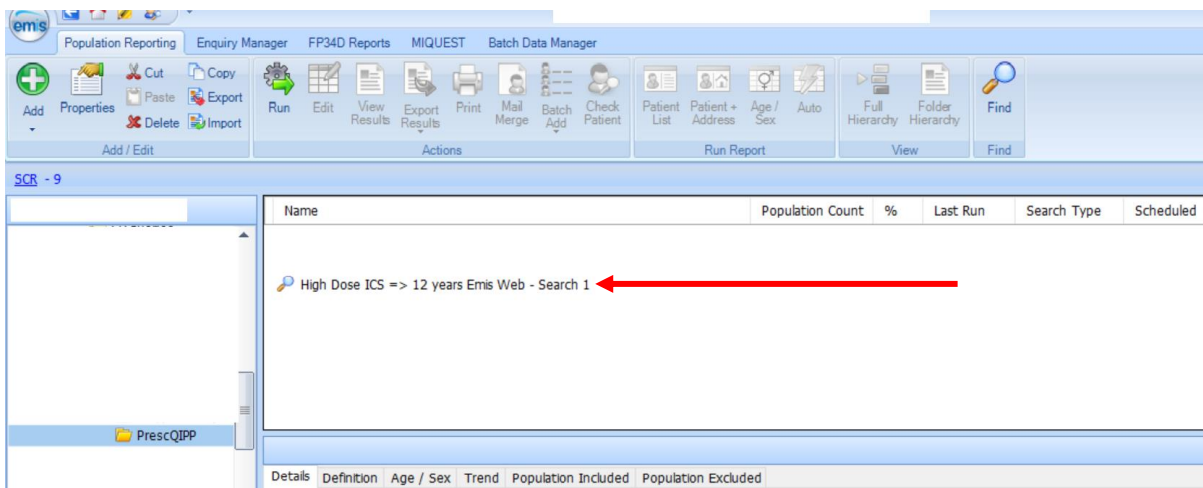 emis
Population Reporting Enquiry Manager FP34D Reports MIQUEST Batch Data Manager
Add
Properties
Cut
Paste
Delete
Copy
Export
Import
Add / Edit
Run
Edit
View Results
Export Results
Print
Mail Merge
Batch Add
Check Patient
Actions
Patient List
Patient + Address
Age / Sex
Auto
Run Report
Full Hierarchy
Folder Hierarchy
View
Find
Find
SCR - 9
Name Population Count % Last Run Search Type Scheduled
High Dose ICS => 12 years Emis Web - Search 1
PrescQIPP
Details Definition Age / Sex Trend Population Included Population Excluded